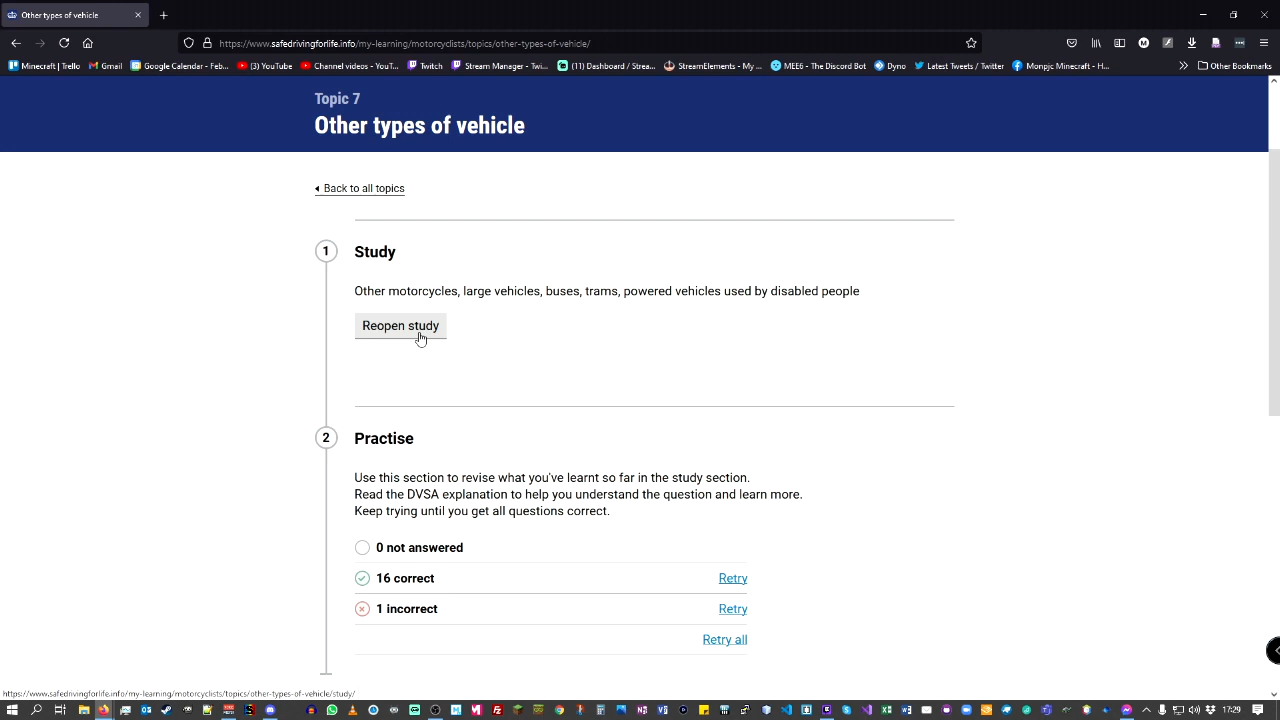 Other types of vehicle
https://www.safedrivingforlife.info/my-learning/motorcyclists/topics/other-types-of-vehicle/
Minecraft | Trello
Gmail
Google Calendar - Feb...
(3) YouTube
Channel videos - YouT...
Twitch
Stream Manager - Twi...
(11) Dashboard / Strea...
StreamElements - My ...
MEE6 - The Discord Bot
Dyno
Latest Tweets / Twitter
Monpjc Minecraft - H...
Other Bookmarks
Topic 7
Other types of vehicle
Back to all topics
1
Study
Other motorcycles, large vehicles, buses, trams, powered vehicles used by disabled people
Reopen study
2
Practise
Use this section to revise what you've learnt so far in the study section.
Read the DVSA explanation to help you understand the question and learn more.
Keep trying until you get all questions correct.
0 not answered
16 correct Retry
1 incorrect Retry
Retry all
https://www.safedrivingforlife.info/my-learning/motorcyclists/topics/other-types-of-vehicle/study/
17:29